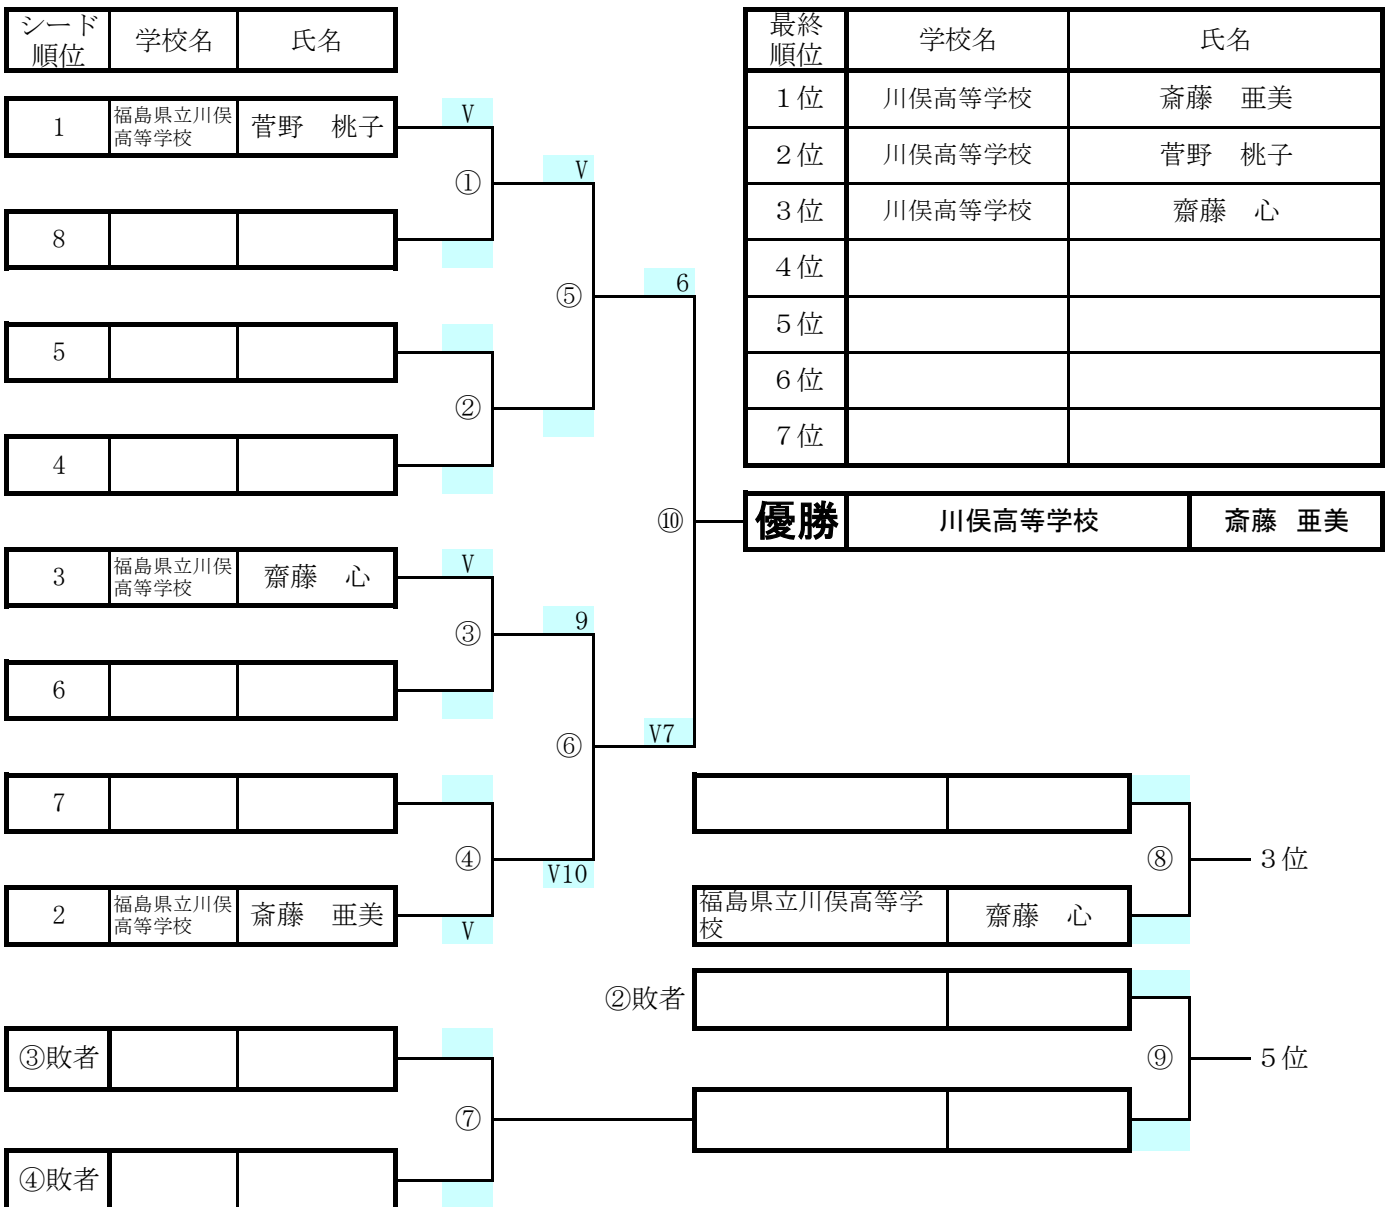 シード
順位
学校名
氏名
最終
順位
学校名
氏名
1位
川俣高等学校
斎藤　亜美
2位
川俣高等学校
菅野　桃子
3位
川俣高等学校
齋藤　心
4位
5位
6位
7位
優勝
川俣高等学校
斎藤　亜美
1
福島県立川俣
高等学校
菅野　桃子
V
①
V
8
⑤
6
5
②
4
⑩
3
福島県立川俣
高等学校
齋藤　心
V
③
9
6
⑥
V7
7
④
V10
2
福島県立川俣
高等学校
斎藤　亜美
V
⑧
3位
福島県立川俣高等学
校
齋藤　心
②敗者
⑨
5位
③敗者
⑦
④敗者